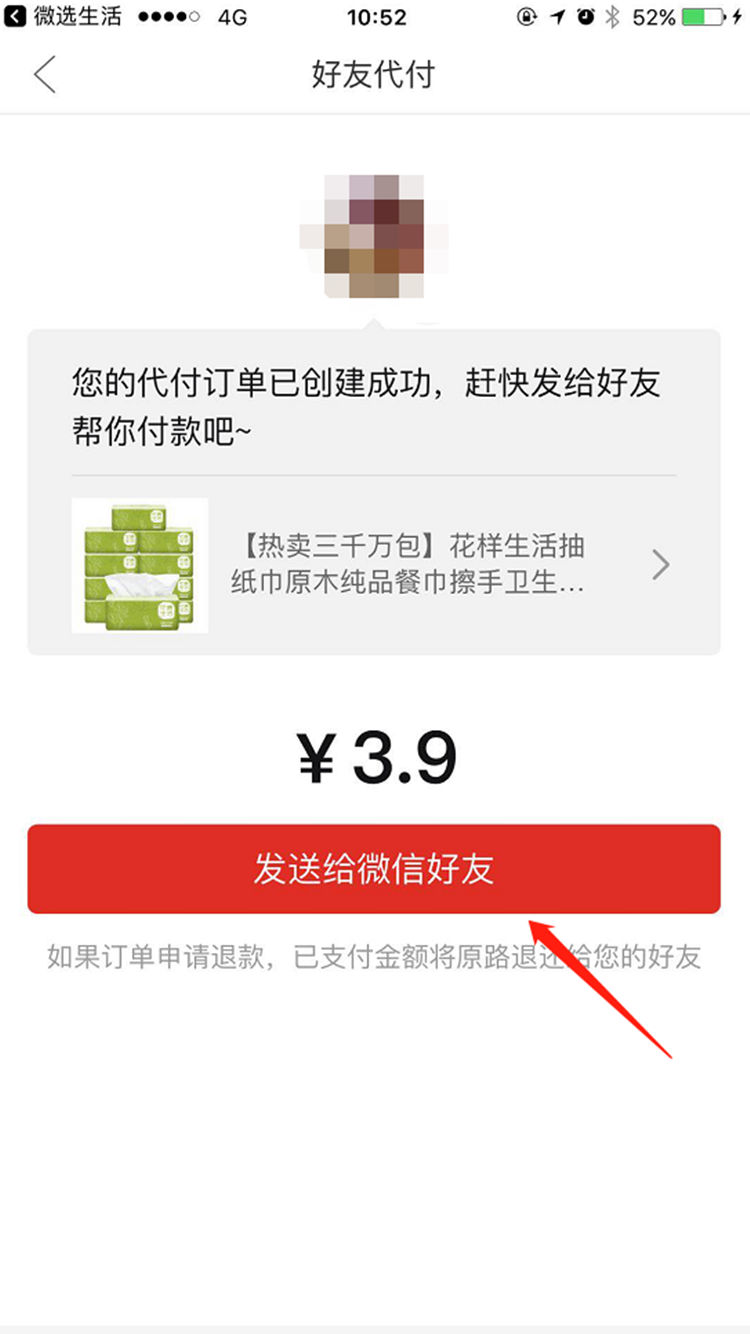 微选生活 4G 10:52 52%
好友代付
您的代付订单已创建成功，赶快发给好友
帮你付款吧~
【热卖三千万包】花样生活抽
纸巾原木纯品餐巾擦手卫生...
¥3.9
发送给微信好友
如果订单申请退款，已支付金额将原路退还给您的好友